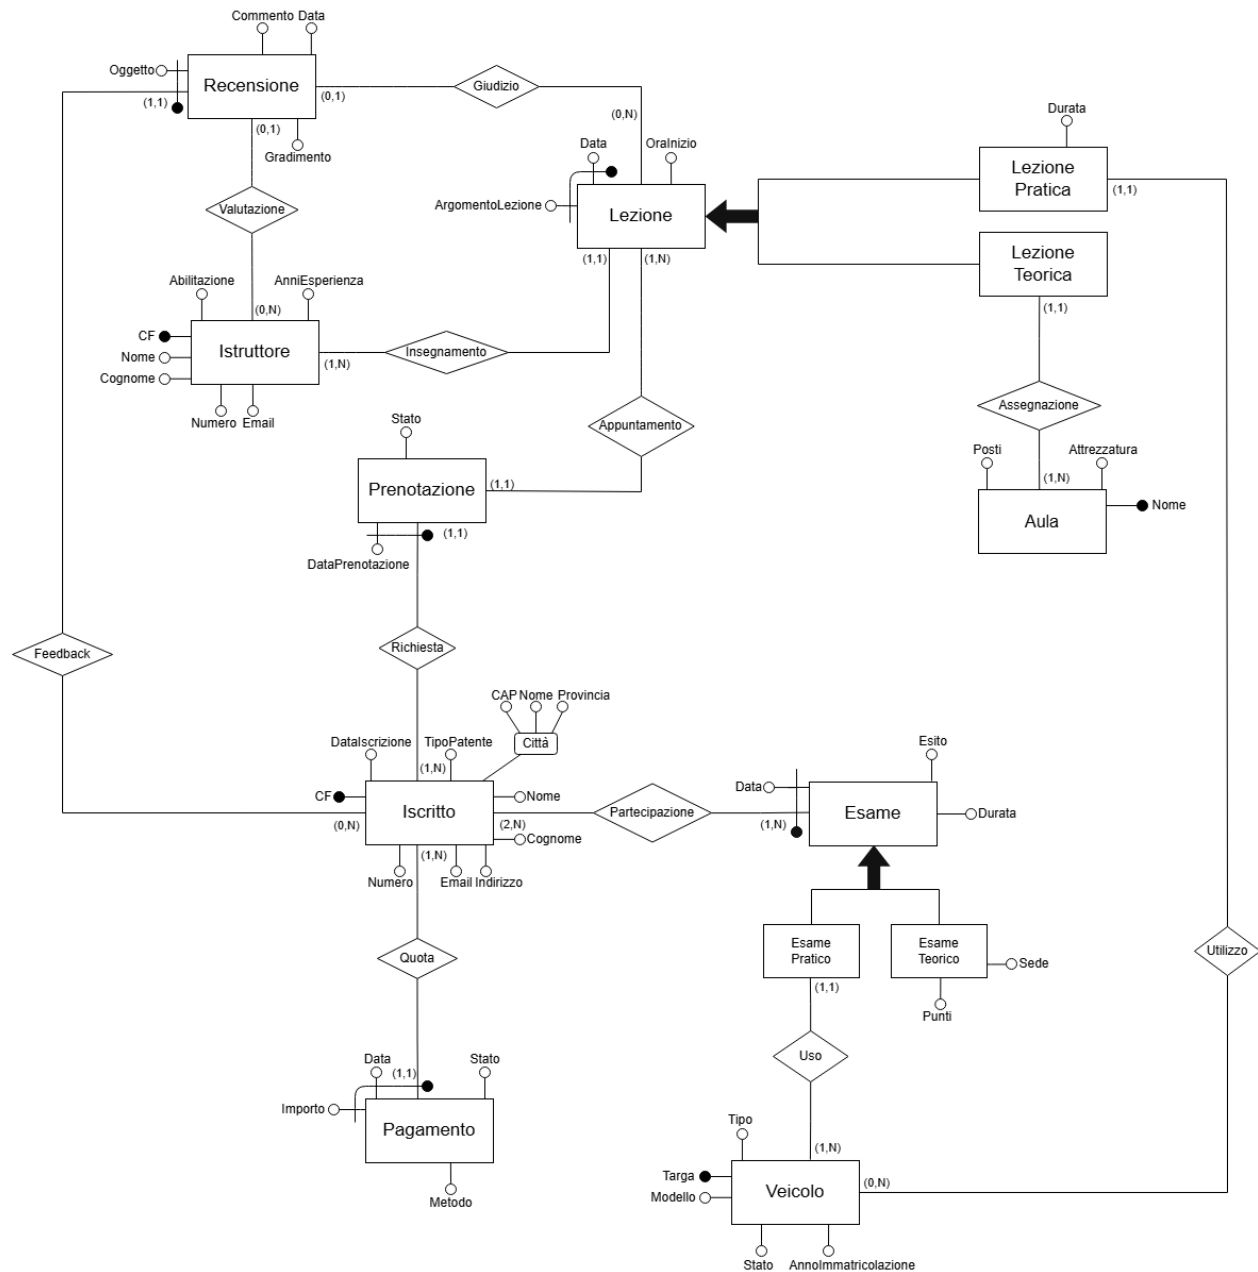 Commento Data
Oggetto
Recensione
(1,1)
(0,1)
(0,1)
Gradimento
Giudizio
(0,N)
Durata
Data
OraInizio
Lezione
Pratica
(1,1)
ArgomentoLezione
Lezione
Valutazione
(1,1)
(1,N)
Lezione
Teorica
(1,1)
Abilitazione
AnniEsperienza
(0,N)
CF
Nome
Cognome
Istruttore
(1,N)
Insegnamento
Numero Email
Assegnazione
Stato
Appuntamento
Posti
Attrezzatura
(1,N)
Prenotazione
(1,1)
Nome
Aula
(1,1)
DataPrenotazione
Feedback
Richiesta
CAP Nome Provincia
Città
DataIscrizione
TipoPatente
(1,N)
Esito
CF
Nome
Data
Iscritto
Partecipazione
Esame
Durata
(0,N)
(2,N)
(1,N)
Cognome
(1,N)
Numero
Email Indirizzo
Esame
Pratico
Esame
Teorico
Utilizzo
Quota
Sede
(1,1)
Punti
Uso
Data
Stato
(1,1)
Importo
Pagamento
Tipo
(1,N)
Metodo
Targa
Modello
Veicolo
(0,N)
Stato
AnnoImmatricolazione